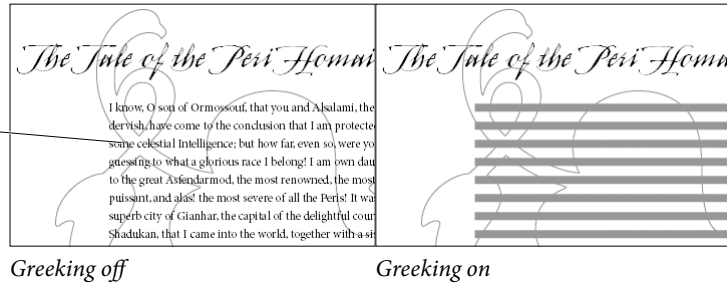 The Tale of the Peri Homai
The Tale of the Peri Homa
I know, O son of Ormossouf, that you and Alsalami, the
dervish, have come to the conclusion that I am protecte
some celestial Intelligence; but how far, even so, were yo
guessing to what a glorious race I belong! I am own dau
to the great Asfendarmod, the most renowned, the most
puissant, and alas! the most severe of all the Peris! It was
superb city of Gianhar, the capital of the delightful cour
Shadukan, that I came into the world, together with a si
Greeking off
Greeking on